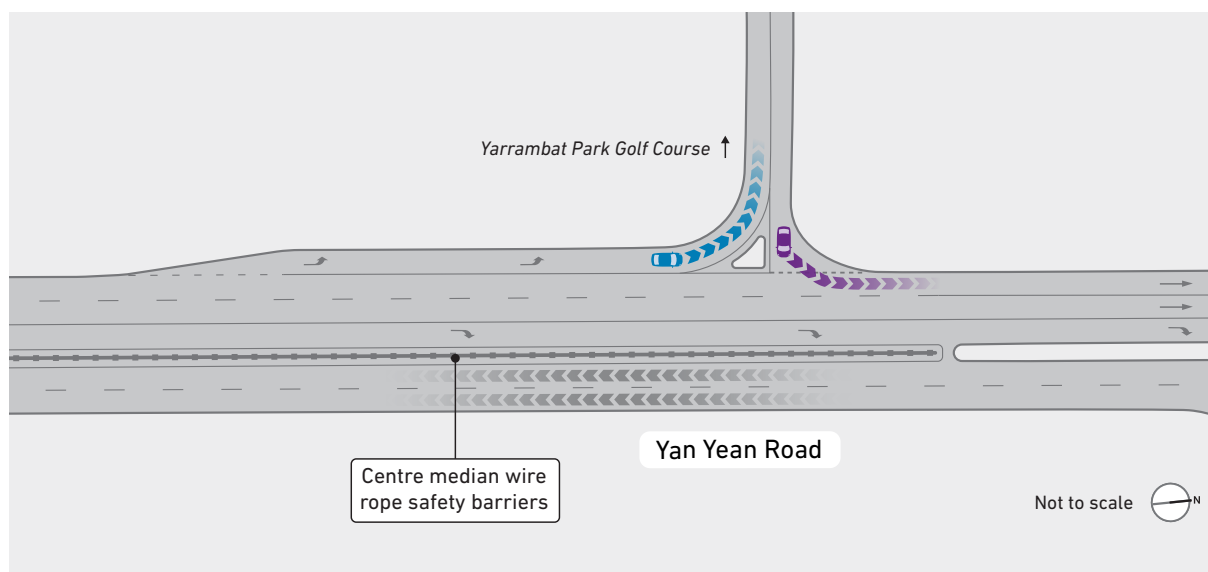 Yarrambat Park Golf Course
Yan Yean Road
Centre median wire
rope safety barriers
Not to scale
N